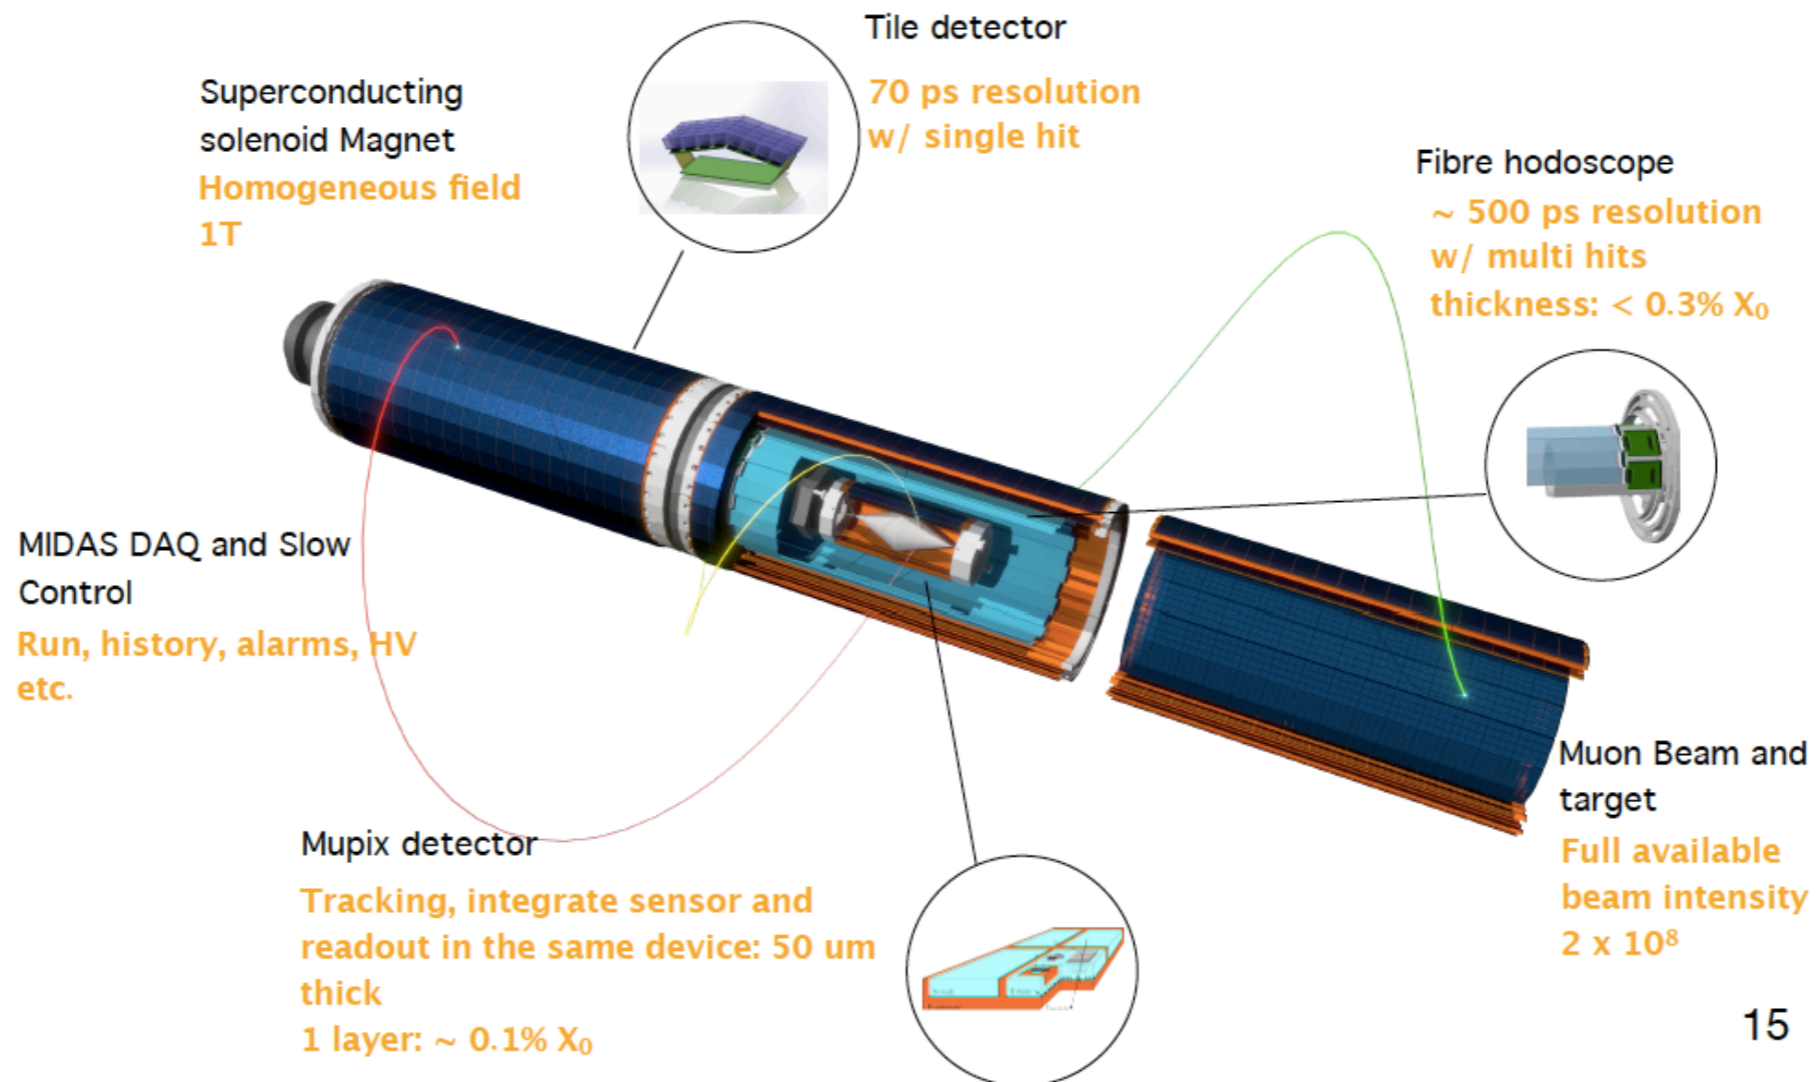 Tile detector
70 ps resolution
w/ single hit
Superconducting
solenoid Magnet
Homogeneous field
1T
Fibre hodoscope
~ 500 ps resolution
w/ multi hits
thickness: < 0.3% X₀
MIDAS DAQ and Slow
Control
Run, history, alarms, HV
etc.
Mupix detector
Tracking, integrate sensor and
readout in the same device: 50 um
thick
1 layer: ~ 0.1% X₀
Muon Beam and
target
Full available
beam intensity
2 x 10⁸
15